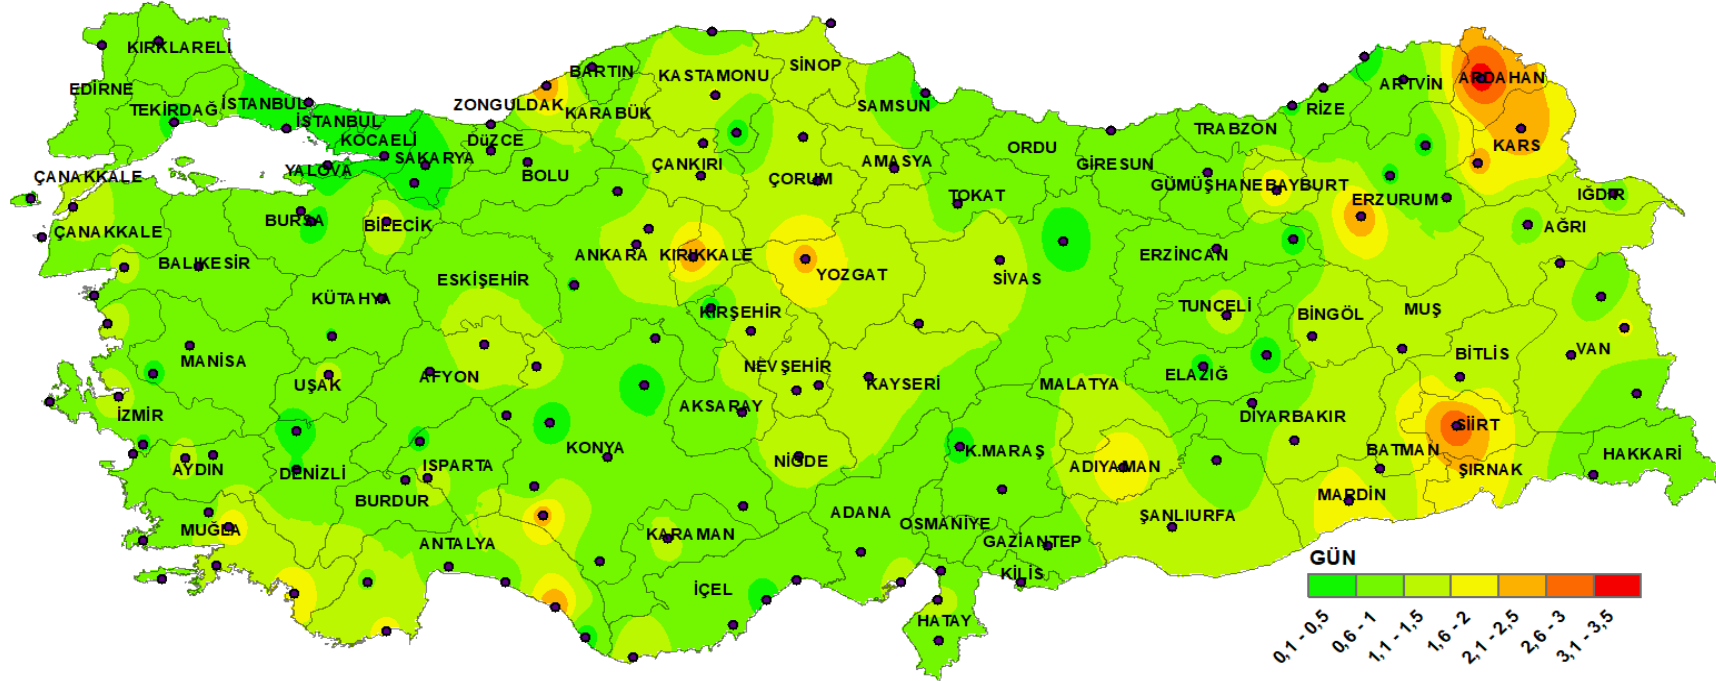 KIRKLARELİ
EDİRNE
TEKİRDAĞ
İSTANBUL
İSTANBUL
KOCAELİ
SAKARYA
YALOVA
ÇANAKKALE
ÇANAKKALE
BURSA
BİLECİK
BALIKESİR
KÜTAHYA
ESKİŞEHİR
MANİSA
UŞAK
AFYON
İZMİR
AYDIN
DENİZLİ
ISPARTA
BURDUR
MUĞLA
ANTALYA
ZONGULDAK
BARTIN
KARABÜK
DüZCE
BOLU
KASTAMONU
SİNOP
SAMSUN
ÇANKIRI
ÇORUM
AMASYA
ORDU
TOKAT
GİRESUN
ANKARA
KIRIKKALE
YOZGAT
SİVAS
KIRŞEHİR
NEVŞEHİR
KAYSERİ
AKSARAY
KONYA
NİĞDE
KARAMAN
İÇEL
ADANA
OSMANİYE
K.MARAŞ
GAZİANTEP
KİLİS
HATAY
MALATYA
ADIYAMAN
ŞANLIURFA
TRABZON
RİZE
ARTVİN
ARDAHAN
KARS
GÜMÜŞHANE
BAYBURT
ERZURUM
IĞDIR
AĞRI
ERZİNCAN
TUNCELİ
BİNGÖL
MUŞ
ELAZIĞ
BİTLİS
VAN
DİYARBAKIR
BATMAN
SİİRT
ŞIRNAK
HAKKARİ
MARDİN
GÜN
0,1 - 0,5
0,6 - 1
1,1 - 1,5
1,6 - 2
2,1 - 2,5
2,6 - 3
3,1 - 3,5